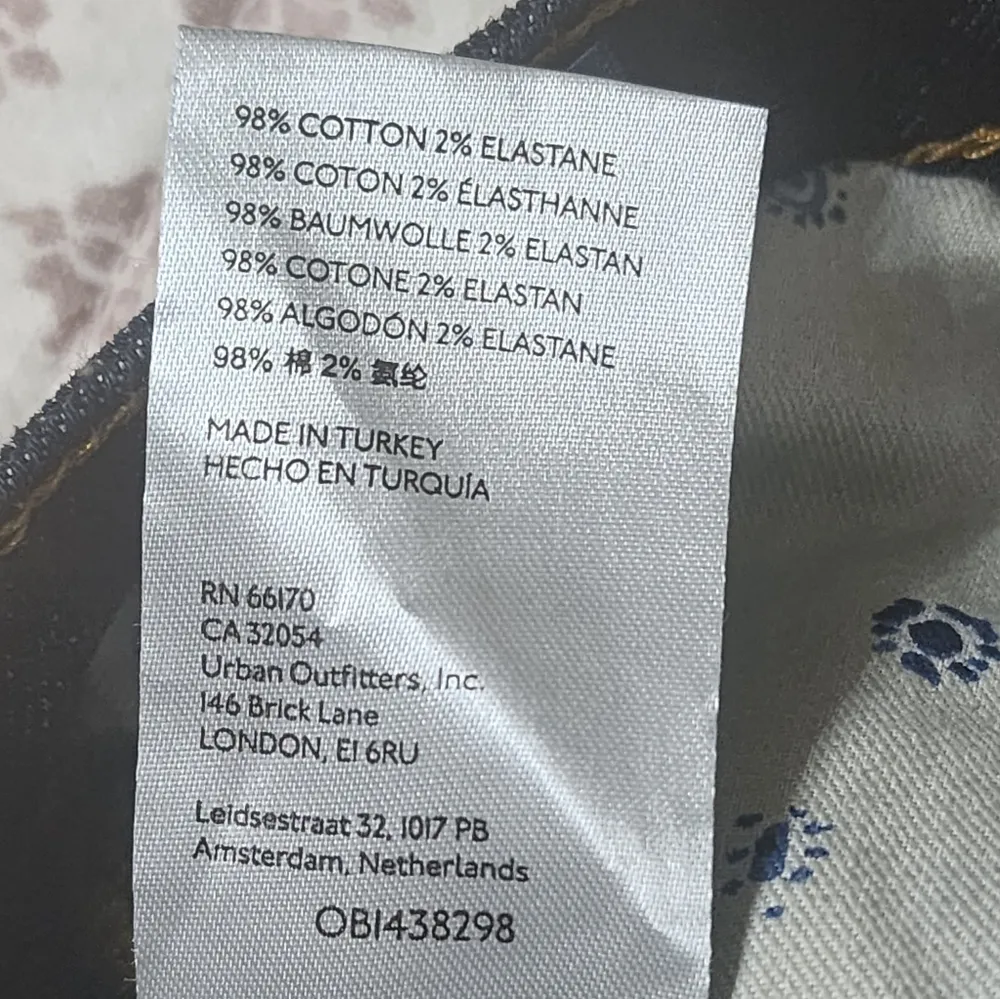 98% COTTON 2% ELASTANE
98% COTON 2% ÉLASTHANNE
98% BAUMWOLLE 2% ELASTAN
98% COTONE 2% ELASTAN
98% ALGODÓN 2% ELASTANE
98% 棉 2% 氨纶
MADE IN TURKEY
HECHO EN TURQUÍA
RN 66170
CA 32054
Urban Outfitters, Inc.
146 Brick Lane
LONDON, E1 6RU
Leidsestraat 32, 1017 PB
Amsterdam, Netherlands
OB1438298